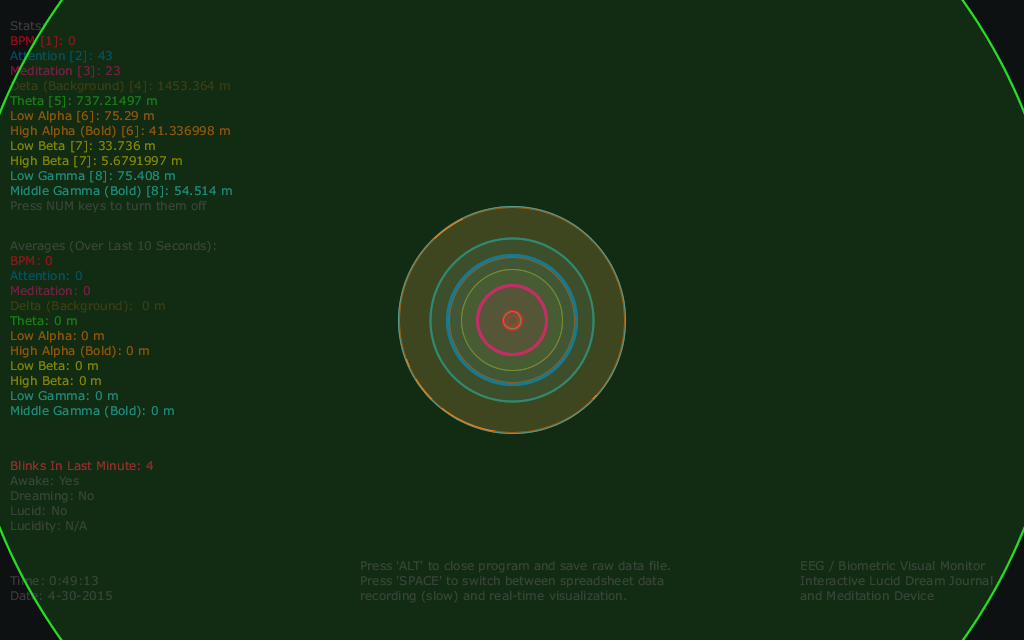 Stats:
BPM [1]: 0
Attention [2]: 43
Meditation [3]: 23
Delta (Background) [4]: 1453.364 m
Theta [5]: 737.21497 m
Low Alpha [6]: 75.29 m
High Alpha (Bold) [6]: 41.336998 m
Low Beta [7]: 33.736 m
High Beta [7]: 5.6791997 m
Low Gamma [8]: 75.408 m
Middle Gamma (Bold) [8]: 54.514 m
Press NUM keys to turn them off
Averages (Over Last 10 Seconds):
BPM: 0
Attention: 0
Meditation: 0
Delta (Background):  0 m
Theta: 0 m
Low Alpha: 0 m
High Alpha (Bold): 0 m
Low Beta: 0 m
High Beta: 0 m
Low Gamma: 0 m
Middle Gamma (Bold): 0 m
Blinks In Last Minute: 4
Awake: Yes
Dreaming: No
Lucid: No
Lucidity: N/A
Time: 0:49:13
Date: 4-30-2015
Press 'ALT' to close program and save raw data file.
Press 'SPACE' to switch between spreadsheet data
recording (slow) and real-time visualization.
EEG / Biometric Visual Monitor
Interactive Lucid Dream Journal
and Meditation Device